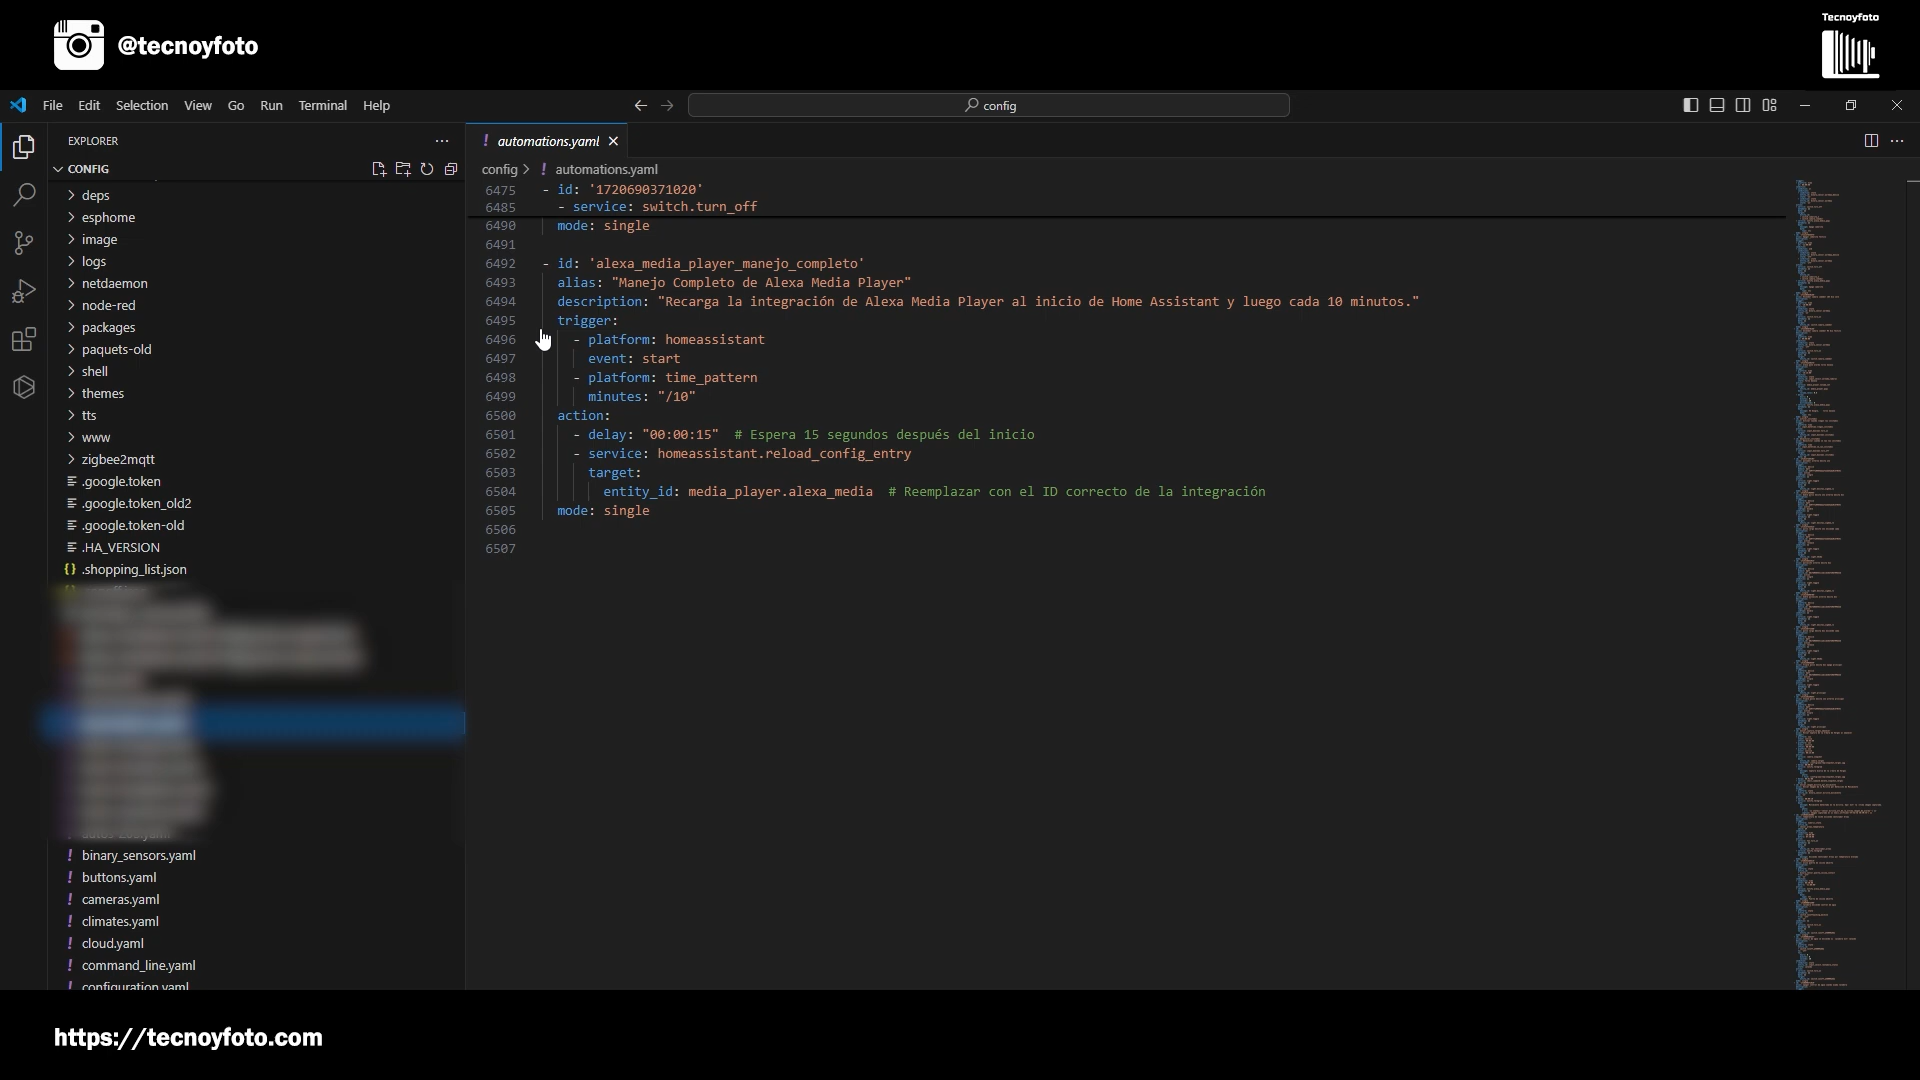 @tecnoyfoto
Tecnoyfoto
File Edit Selection View Go Run Terminal Help
config
EXPLORER
CONFIG
deps
esphome
image
logs
netdaemon
node-red
packages
paquets-old
shell
themes
tts
www
zigbee2mqtt
.google.token
.google.token_old2
.google.token-old
.HA_VERSION
.shopping_list.json
binary_sensors.yaml
buttons.yaml
cameras.yaml
climates.yaml
cloud.yaml
command_line.yaml
configuration.yaml
automations.yaml
config > ! automations.yaml
6475 - id: '1720690371020'
6485 - service: switch.turn_off
6490 mode: single
6491
6492 - id: 'alexa_media_player_manejo_completo'
6493 alias: "Manejo Completo de Alexa Media Player"
6494 description: "Recarga la integración de Alexa Media Player al inicio de Home Assistant y luego cada 10 minutos."
6495 trigger:
6496 - platform: homeassistant
6497 event: start
6498 - platform: time_pattern
6499 minutes: "/10"
6500 action:
6501 - delay: "00:00:15" # Espera 15 segundos después del inicio
6502 - service: homeassistant.reload_config_entry
6503 target:
6504 entity_id: media_player.alexa_media # Reemplazar con el ID correcto de la integración
6505 mode: single
6506
6507
https://tecnoyfoto.com